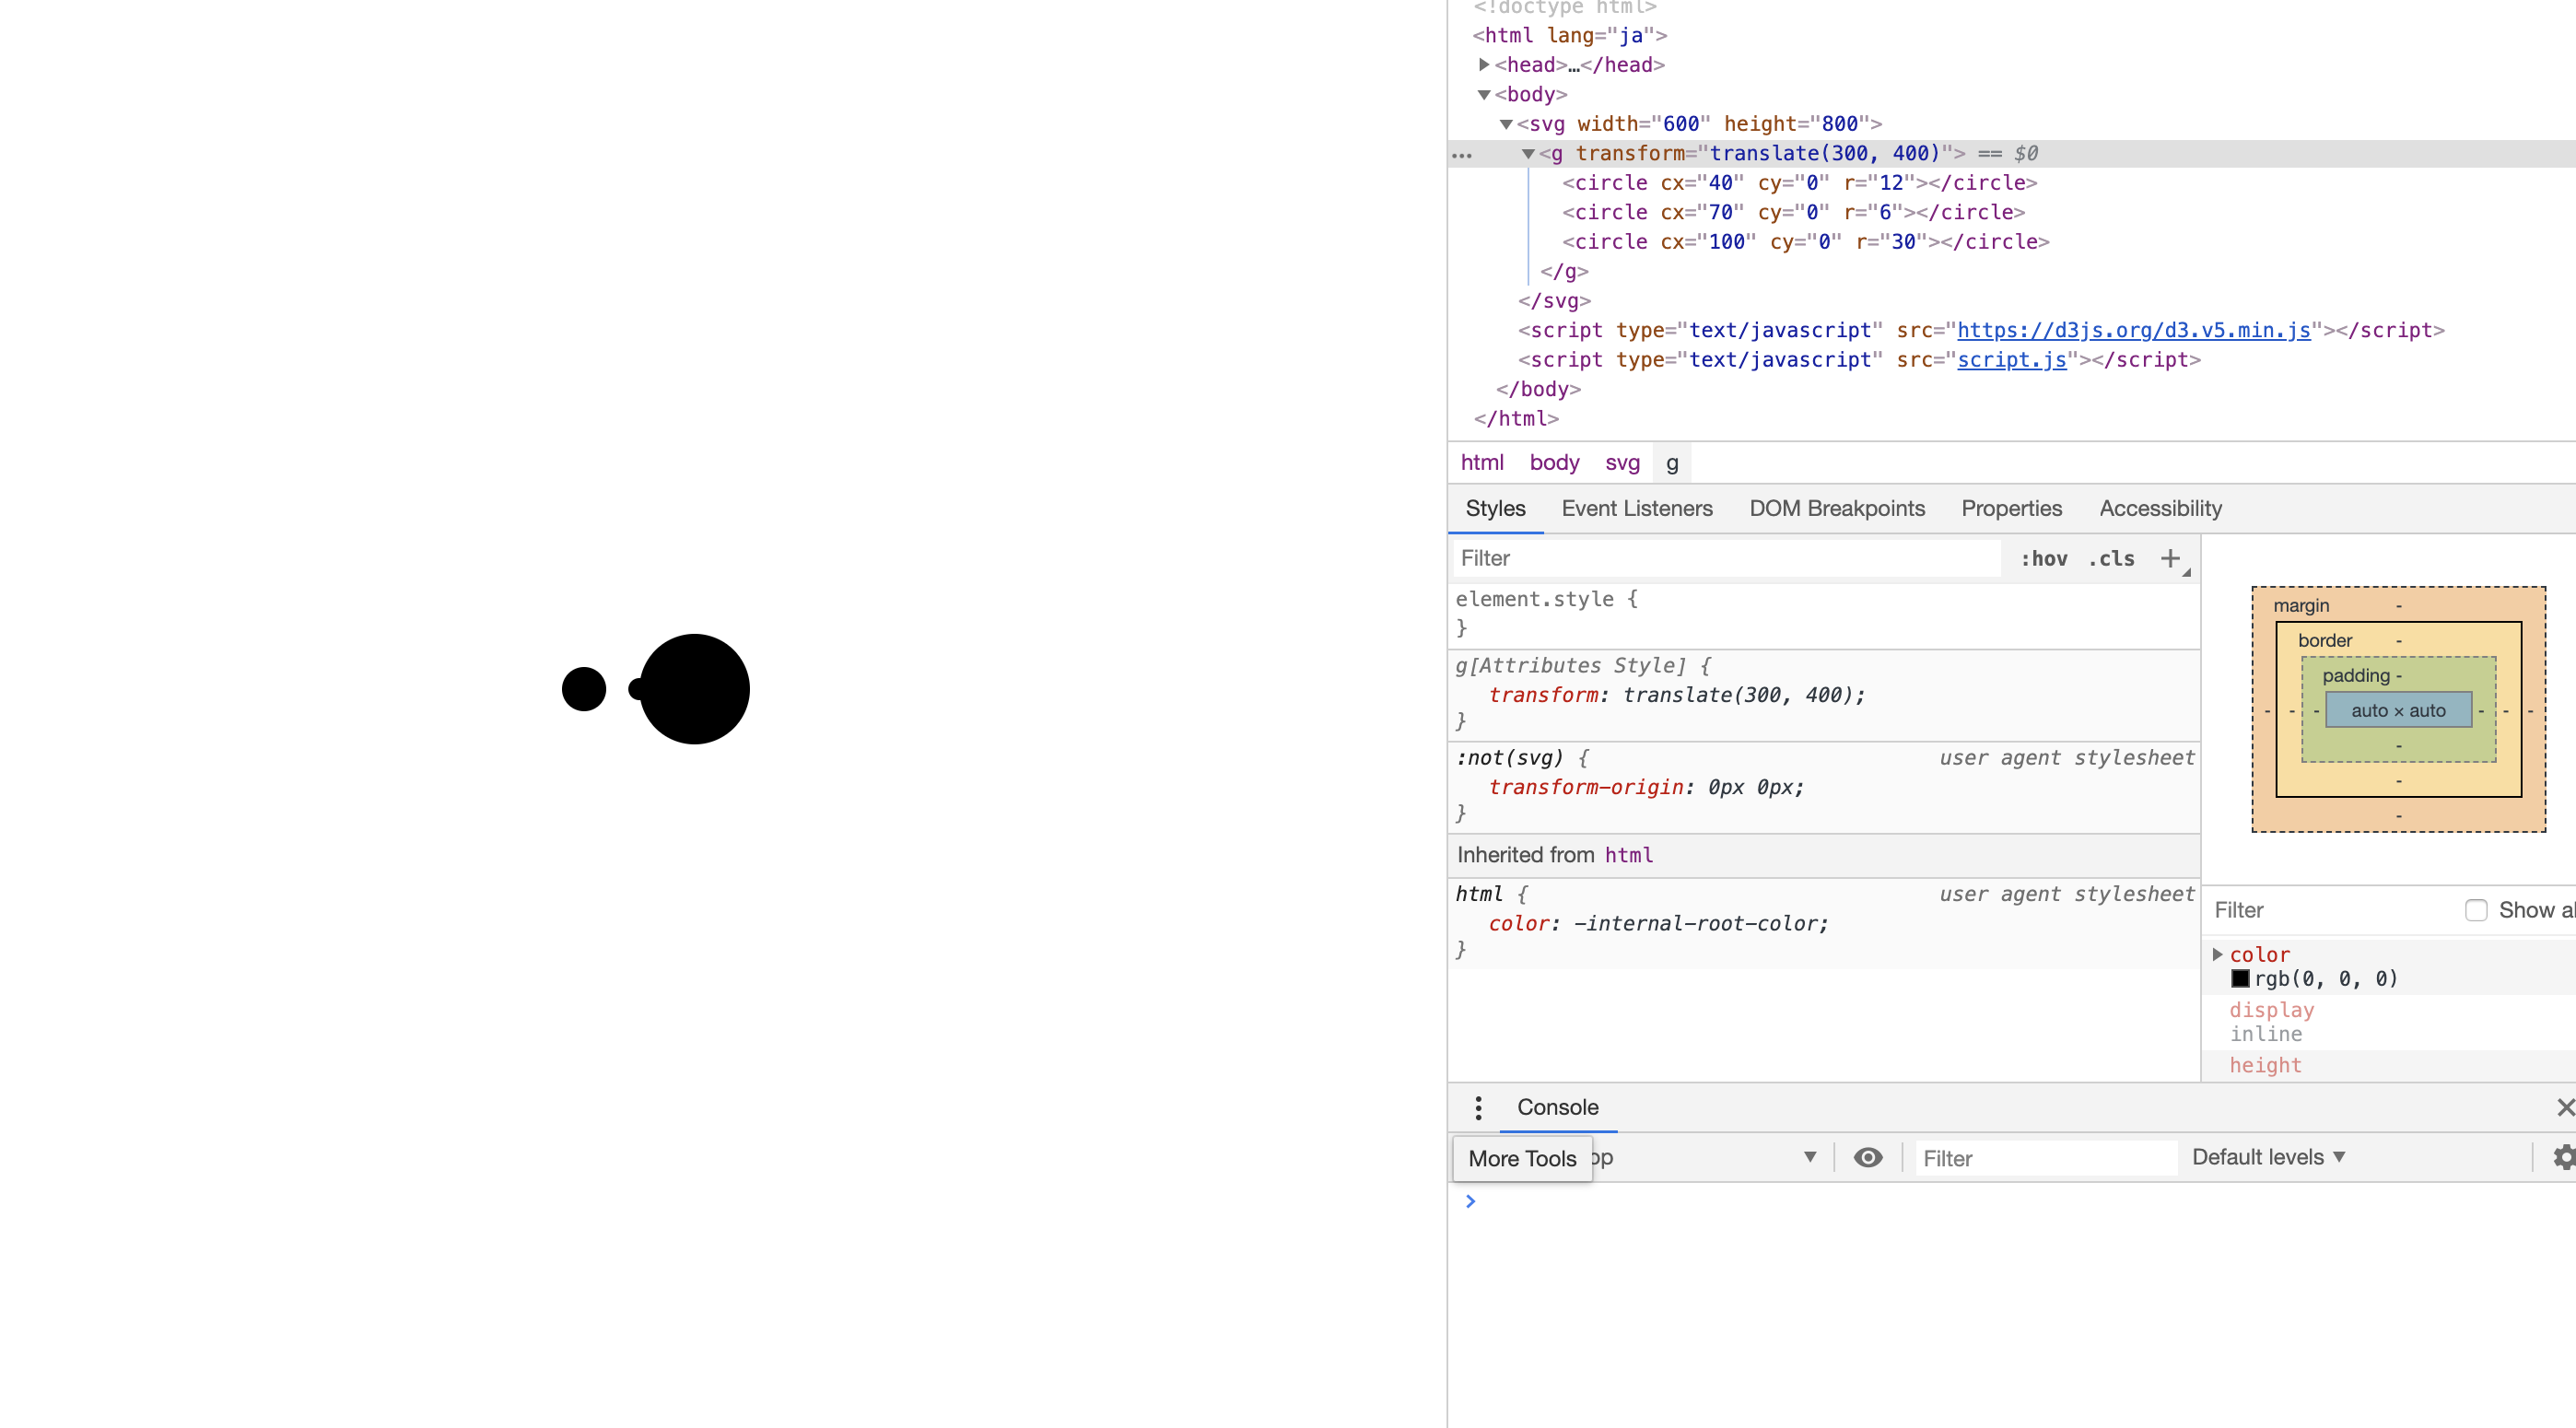 <!doctype html>
<html lang="ja">
<head>…</head>
<body>
<svg width="600" height="800">
<g transform="translate(300, 400)"> == $0
<circle cx="40" cy="0" r="12"></circle>
<circle cx="70" cy="0" r="6"></circle>
<circle cx="100" cy="0" r="30"></circle>
</g>
</svg>
<script type="text/javascript" src="https://d3js.org/d3.v5.min.js"></script>
<script type="text/javascript" src="script.js"></script>
</body>
</html>
html body svg g
Styles Event Listeners DOM Breakpoints Properties Accessibility
Filter :hov .cls +
element.style {
}
g[Attributes Style] {
transform: translate(300, 400);
}
:not(svg) { user agent stylesheet
transform-origin: 0px 0px;
}
Inherited from html
html { user agent stylesheet
color: -internal-root-color;
}
margin -
border -
padding -
- - - auto × auto - - -
-
-
-
Filter Show al
color
rgb(0, 0, 0)
display
inline
height
Console
More Tools op Filter Default levels ▼
>